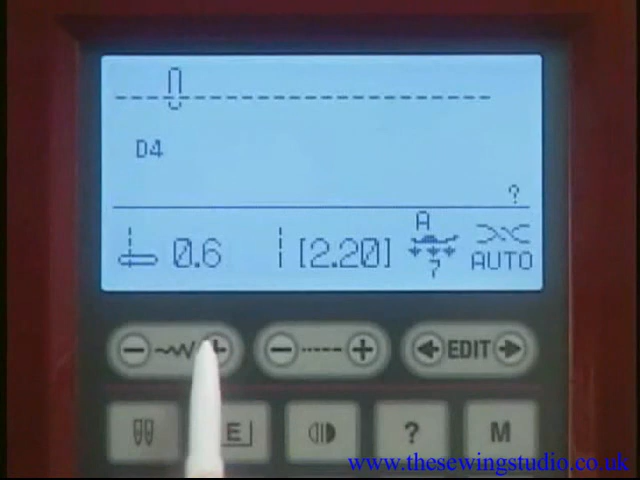 D4
?
0.6 [2.20] A 7 AUTO
− + − + EDIT
E ? M
www.thesewingstudio.co.uk